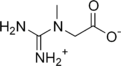 O
H₂N N O⁻
NH₂
+